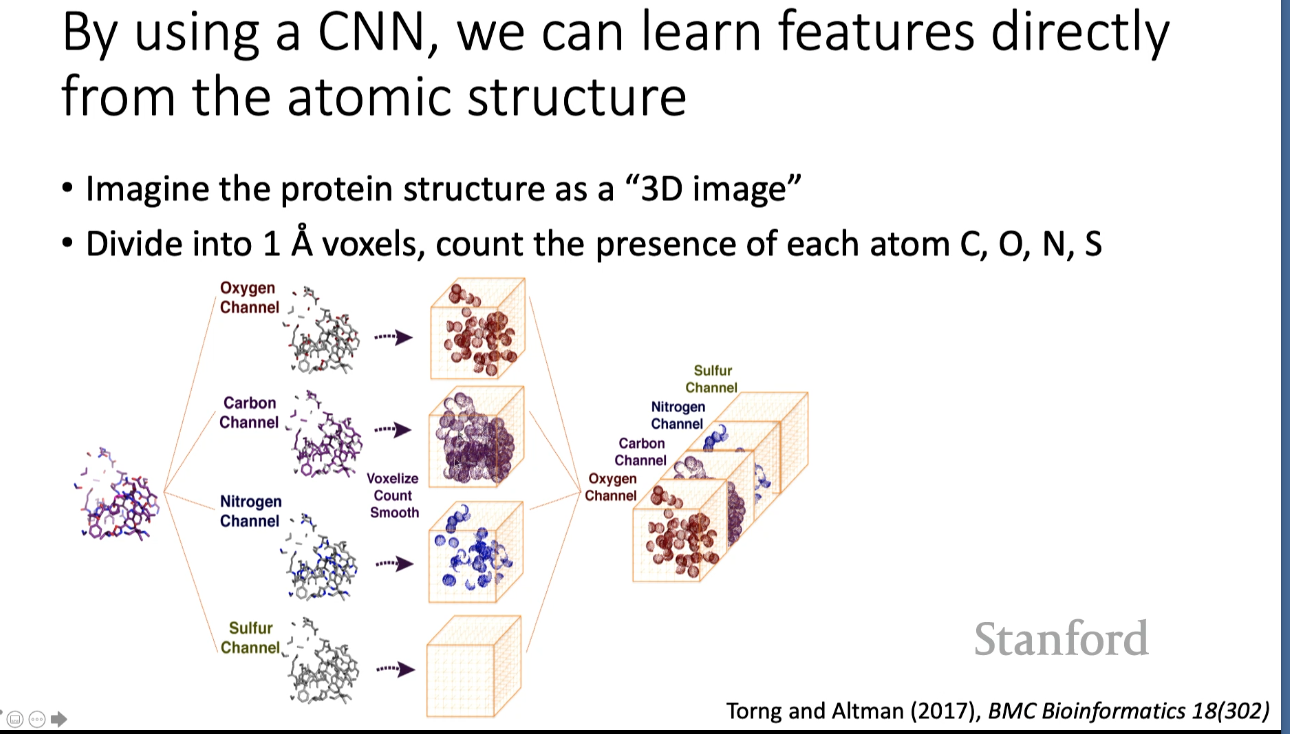 By using a CNN, we can learn features directly
from the atomic structure
• Imagine the protein structure as a “3D image”
• Divide into 1 Å voxels, count the presence of each atom C, O, N, S
Oxygen
Channel
Carbon
Channel
Nitrogen
Channel
Sulfur
Channel
Voxelize
Count
Smooth
Sulfur
Channel
Nitrogen
Channel
Carbon
Channel
Oxygen
Channel
Stanford
Torng and Altman (2017), BMC Bioinformatics 18(302)